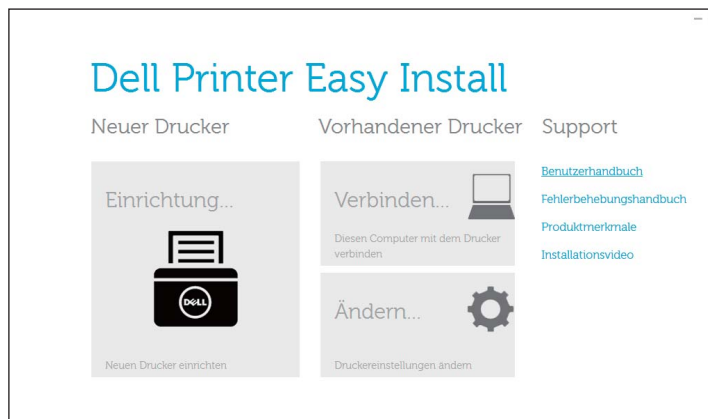 Dell Printer Easy Install
Neuer Drucker
Vorhandener Drucker
Support
Einrichtung...
DELL
Neuen Drucker einrichten
Verbinden...
Diesen Computer mit dem Drucker
verbinden
Ändern...
Druckereinstellungen ändern
Benutzerhandbuch
Fehlerbehebungshandbuch
Produktmerkmale
Installationsvideo